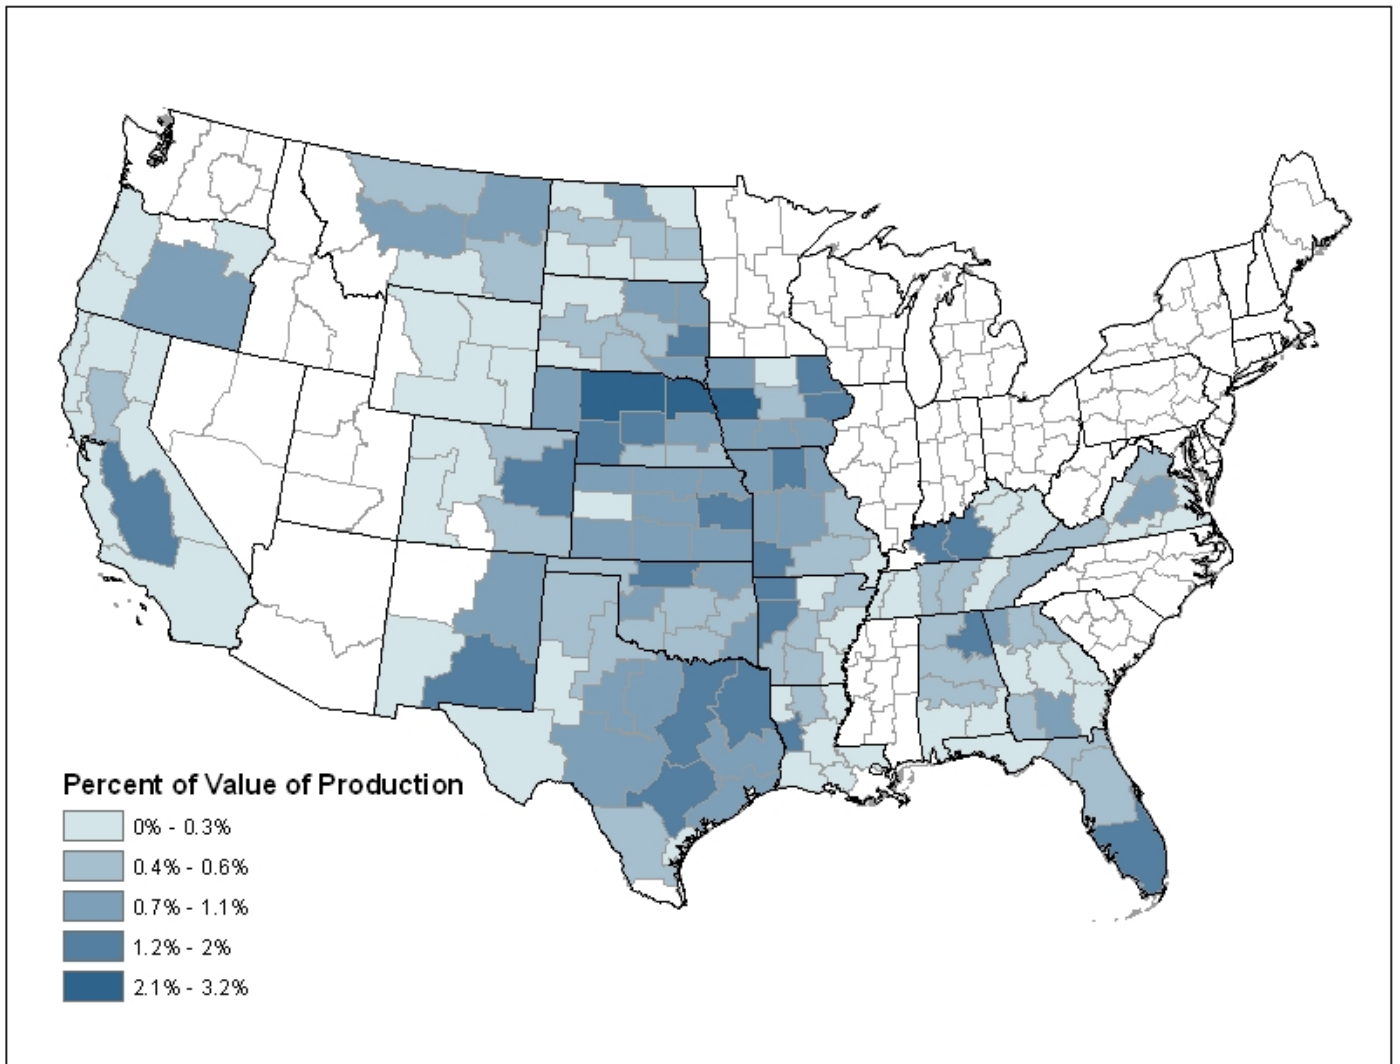 Percent of Value of Production
0% - 0.3%
0.4% - 0.6%
0.7% - 1.1%
1.2% - 2%
2.1% - 3.2%